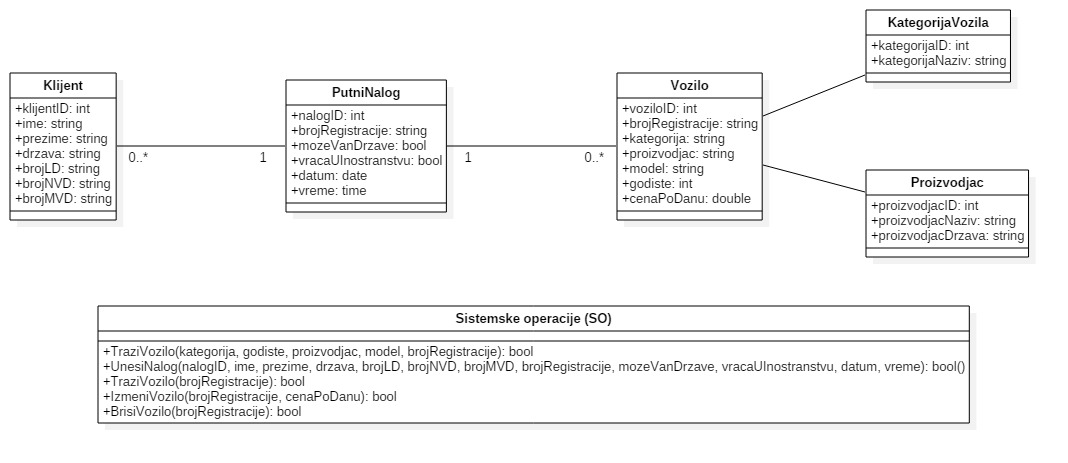 Klijent
+klijentID: int
+ime: string
+prezime: string
+drzava: string
+brojLD: string
+brojNVD: string
+brojMVD: string
0..*
1
PutniNalog
+nalogID: int
+brojRegistracije: string
+mozeVanDrzave: bool
+vracaUInostranstvu: bool
+datum: date
+vreme: time
1
0..*
Vozilo
+voziloID: int
+brojRegistracije: string
+kategorija: string
+proizvodjac: string
+model: string
+godiste: int
+cenaPoDanu: double
KategorijaVozila
+kategorijaID: int
+kategorijaNaziv: string
Proizvodjac
+proizvodjacID: int
+proizvodjacNaziv: string
+proizvodjacDrzava: string
Sistemske operacije (SO)
+TraziVozilo(kategorija, godiste, proizvodjac, model, brojRegistracije): bool
+UnesiNalog(nalogID, ime, prezime, drzava, brojLD, brojNVD, brojMVD, brojRegistracije, mozeVanDrzave, vracaUInostranstvu, datum, vreme): bool()
+TraziVozilo(brojRegistracije): bool
+IzmeniVozilo(brojRegistracije, cenaPoDanu): bool
+BrisiVozilo(brojRegistracije): bool